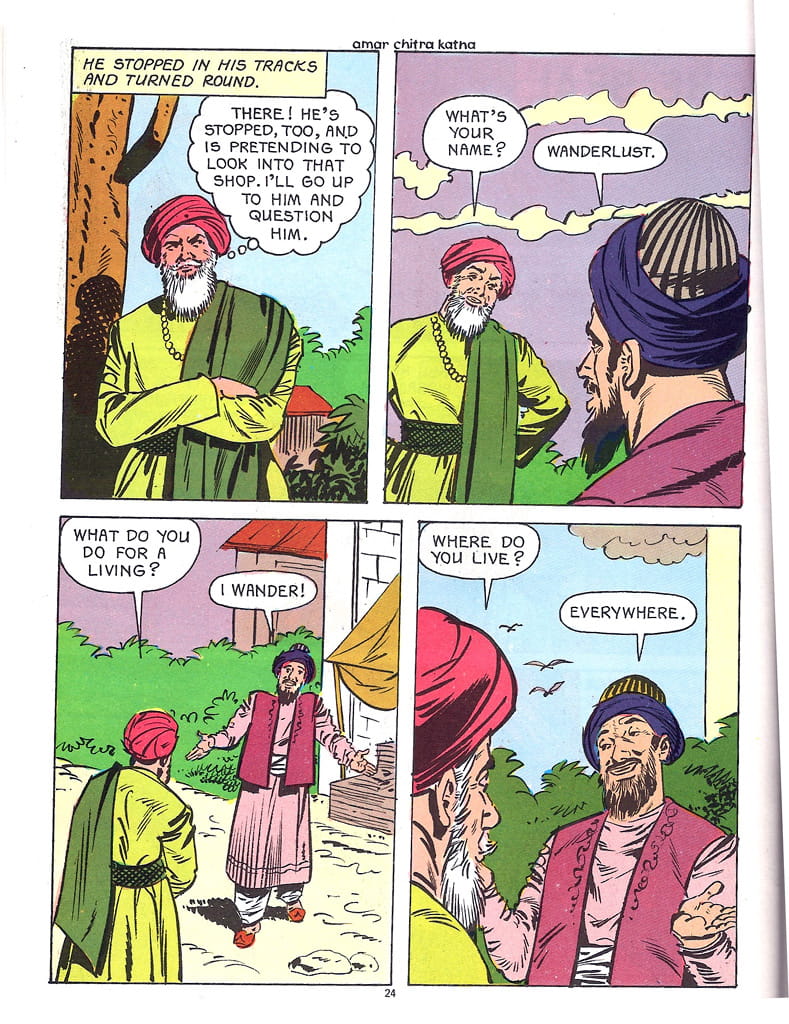 amar chitra katha
HE STOPPED IN HIS TRACKS
AND TURNED ROUND.
THERE! HE'S
STOPPED, TOO, AND
IS PRETENDING TO
LOOK INTO THAT
SHOP. I'LL GO UP
TO HIM AND
QUESTION
HIM.
WHAT'S
YOUR
NAME?
WANDERLUST.
WHAT DO YOU
DO FOR A
LIVING?
I WANDER!
WHERE DO
YOU LIVE?
EVERYWHERE.
24